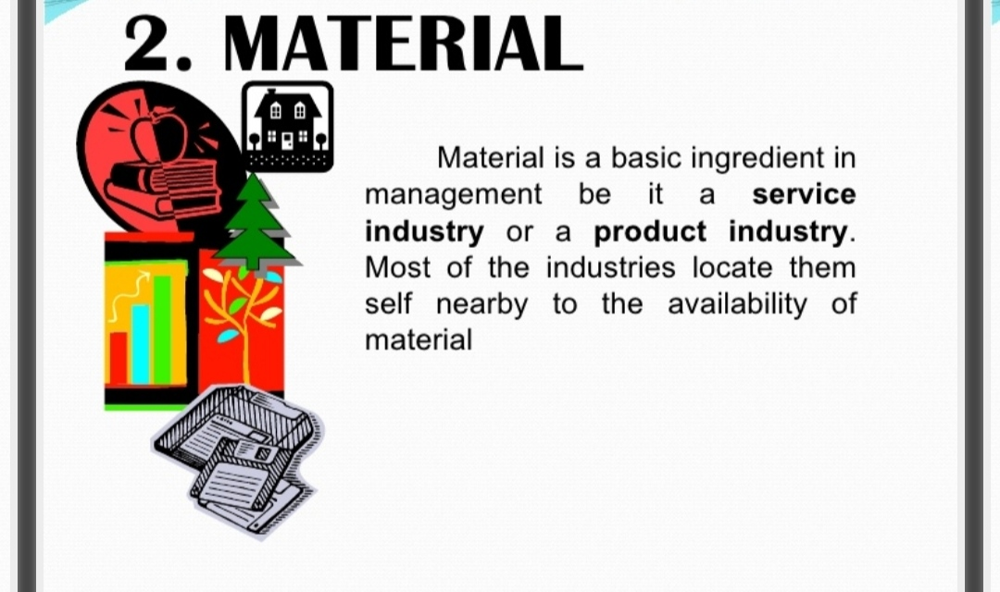 2. MATERIAL
Material is a basic ingredient in
management be it a service
industry or a product industry.
Most of the industries locate them
self nearby to the availability of
material